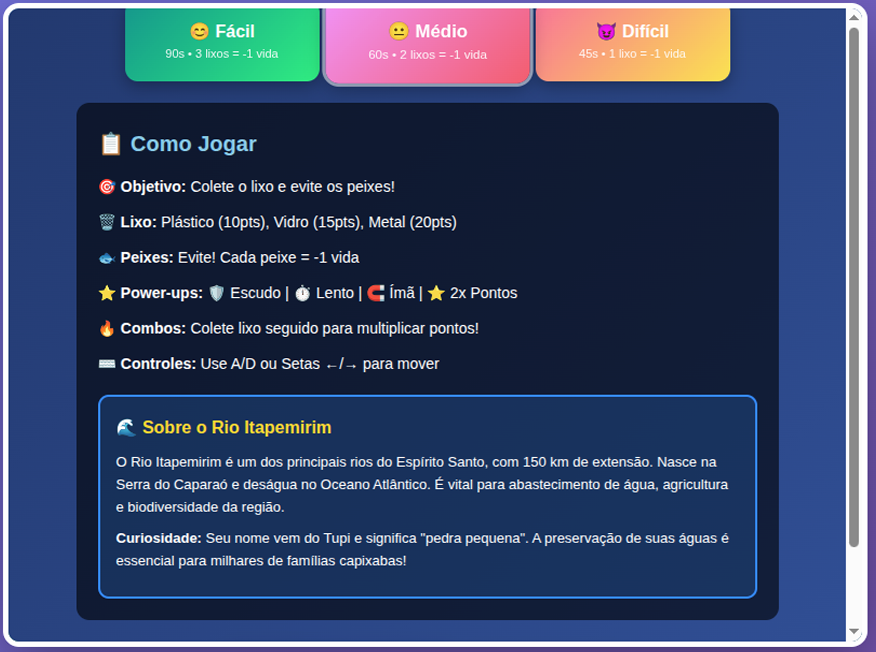 😊 Fácil
90s • 3 lixos = -1 vida
😐 Médio
60s • 2 lixos = -1 vida
😈 Difícil
45s • 1 lixo = -1 vida
📋 Como Jogar
🎯 Objetivo: Colete o lixo e evite os peixes!
🗑️ Lixo: Plástico (10pts), Vidro (15pts), Metal (20pts)
🐟 Peixes: Evite! Cada peixe = -1 vida
⭐ Power-ups: 🛡️ Escudo | ⏱️ Lento | 🧲 Ímã | ⭐ 2x Pontos
🔥 Combos: Colete lixo seguido para multiplicar pontos!
⌨️ Controles: Use A/D ou Setas ←/→ para mover
🌊 Sobre o Rio Itapemirim
O Rio Itapemirim é um dos principais rios do Espírito Santo, com 150 km de extensão. Nasce na
Serra do Caparaó e deságua no Oceano Atlântico. É vital para abastecimento de água, agricultura
e biodiversidade da região.
Curiosidade: Seu nome vem do Tupi e significa "pedra pequena". A preservação de suas águas é
essencial para milhares de famílias capixabas!